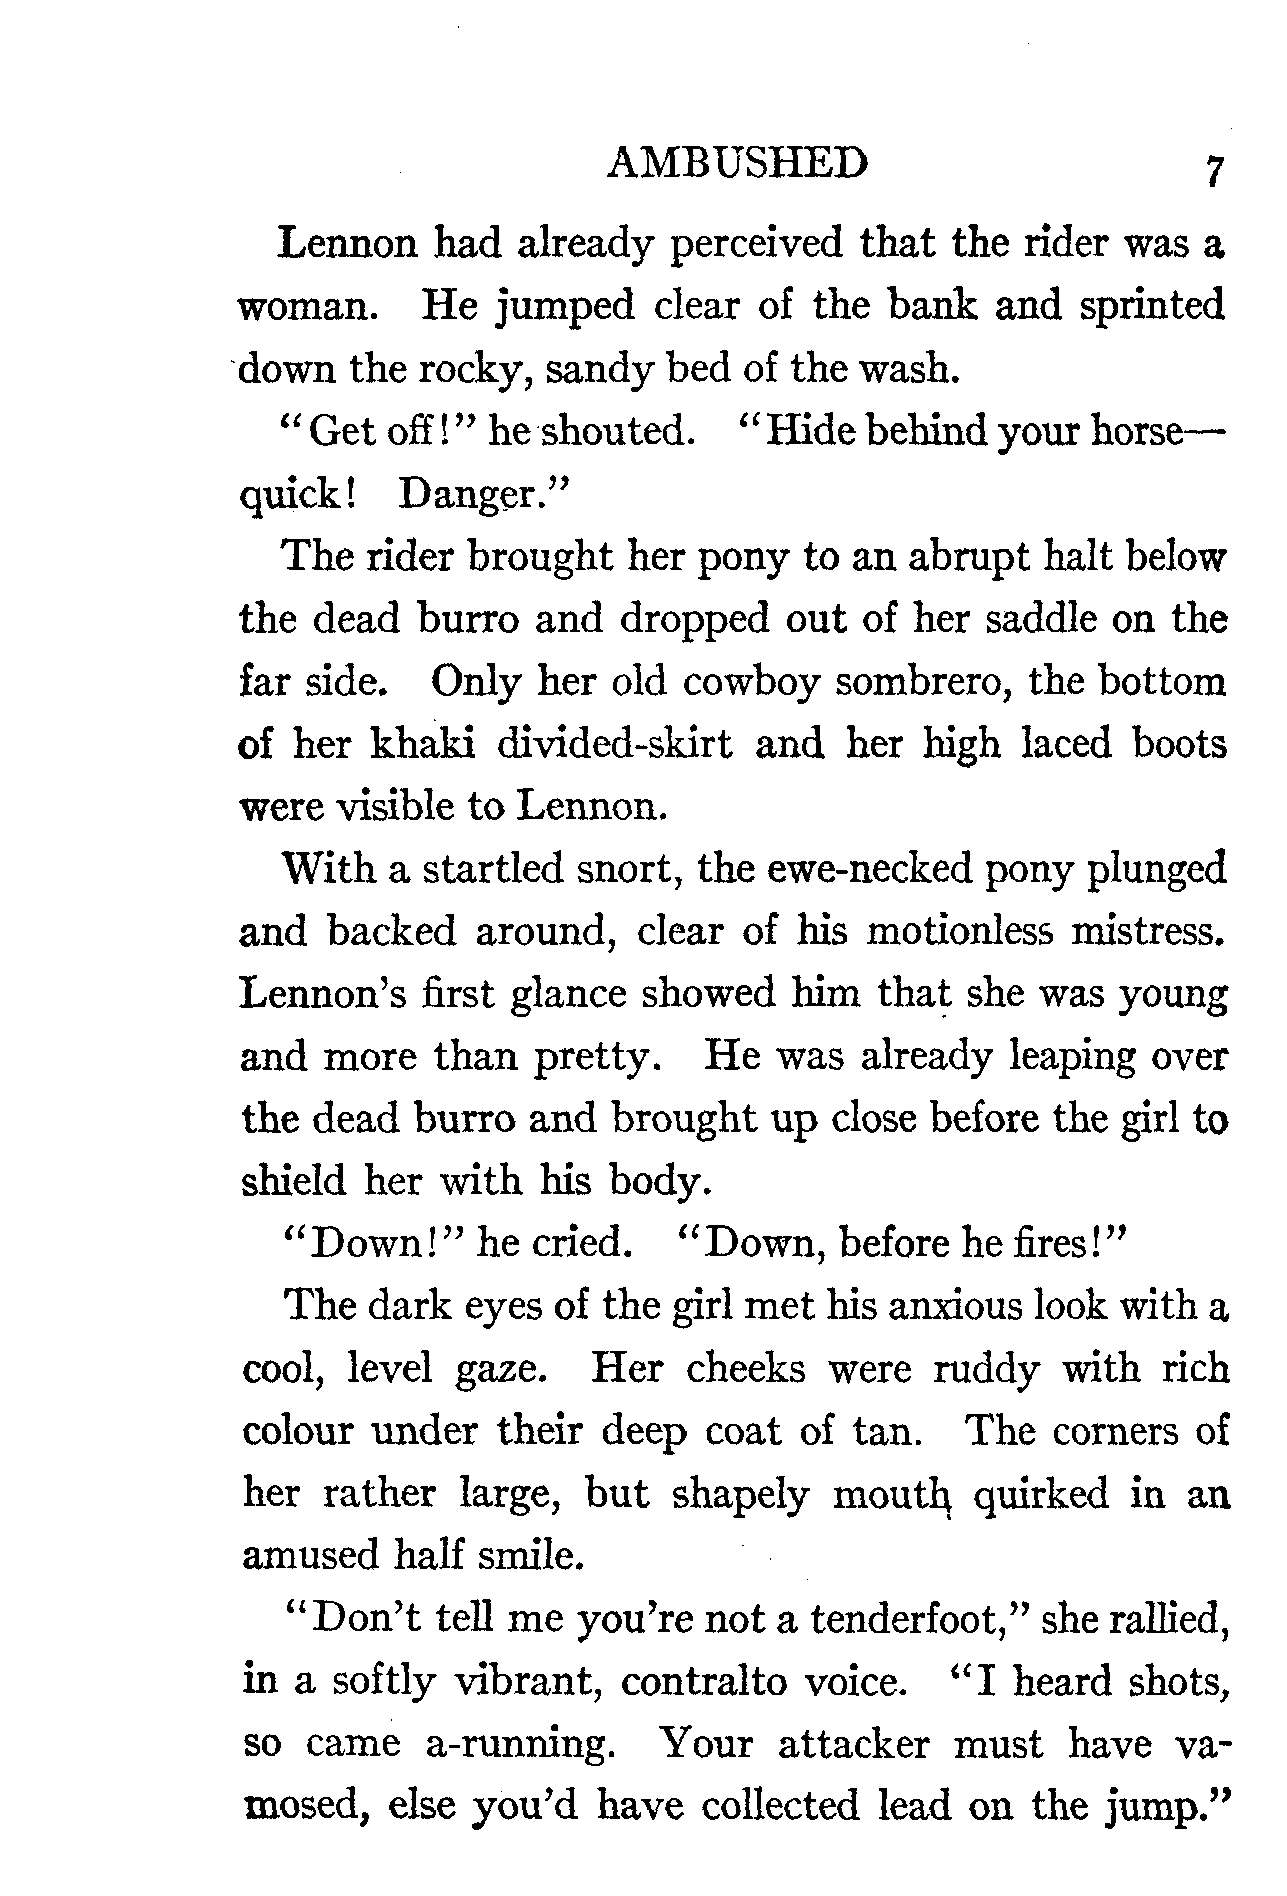 AMBUSHED 7
Lennon had already perceived that the rider was a
woman. He jumped clear of the bank and sprinted
down the rocky, sandy bed of the wash.
“Get off!” he shouted. “Hide behind your horse—
quick! Danger.”
The rider brought her pony to an abrupt halt below
the dead burro and dropped out of her saddle on the
far side. Only her old cowboy sombrero, the bottom
of her khaki divided-skirt and her high laced boots
were visible to Lennon.
With a startled snort, the ewe-necked pony plunged
and backed around, clear of his motionless mistress.
Lennon’s first glance showed him that she was young
and more than pretty. He was already leaping over
the dead burro and brought up close before the girl to
shield her with his body.
“Down!” he cried. “Down, before he fires!”
The dark eyes of the girl met his anxious look with a
cool, level gaze. Her cheeks were ruddy with rich
colour under their deep coat of tan. The corners of
her rather large, but shapely mouth quirked in an
amused half smile.
“Don’t tell me you’re not a tenderfoot,” she rallied,
in a softly vibrant, contralto voice. “I heard shots,
so came a-running. Your attacker must have va-
mosed, else you’d have collected lead on the jump.”